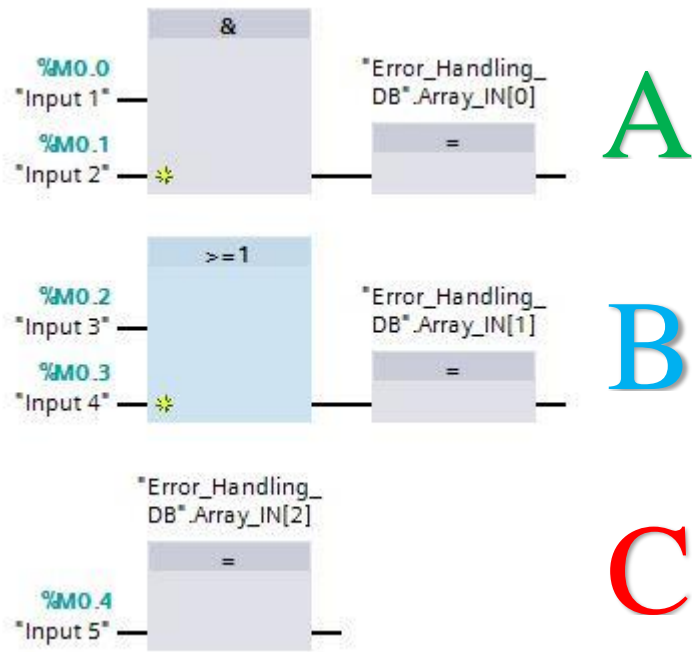 &
%M0.0
"Input 1"
%M0.1
"Input 2"
"Error_Handling_
DB".Array_IN[0]
=
A
>=1
%M0.2
"Input 3"
%M0.3
"Input 4"
"Error_Handling_
DB".Array_IN[1]
=
B
"Error_Handling_
DB".Array_IN[2]
=
%M0.4
"Input 5"
C